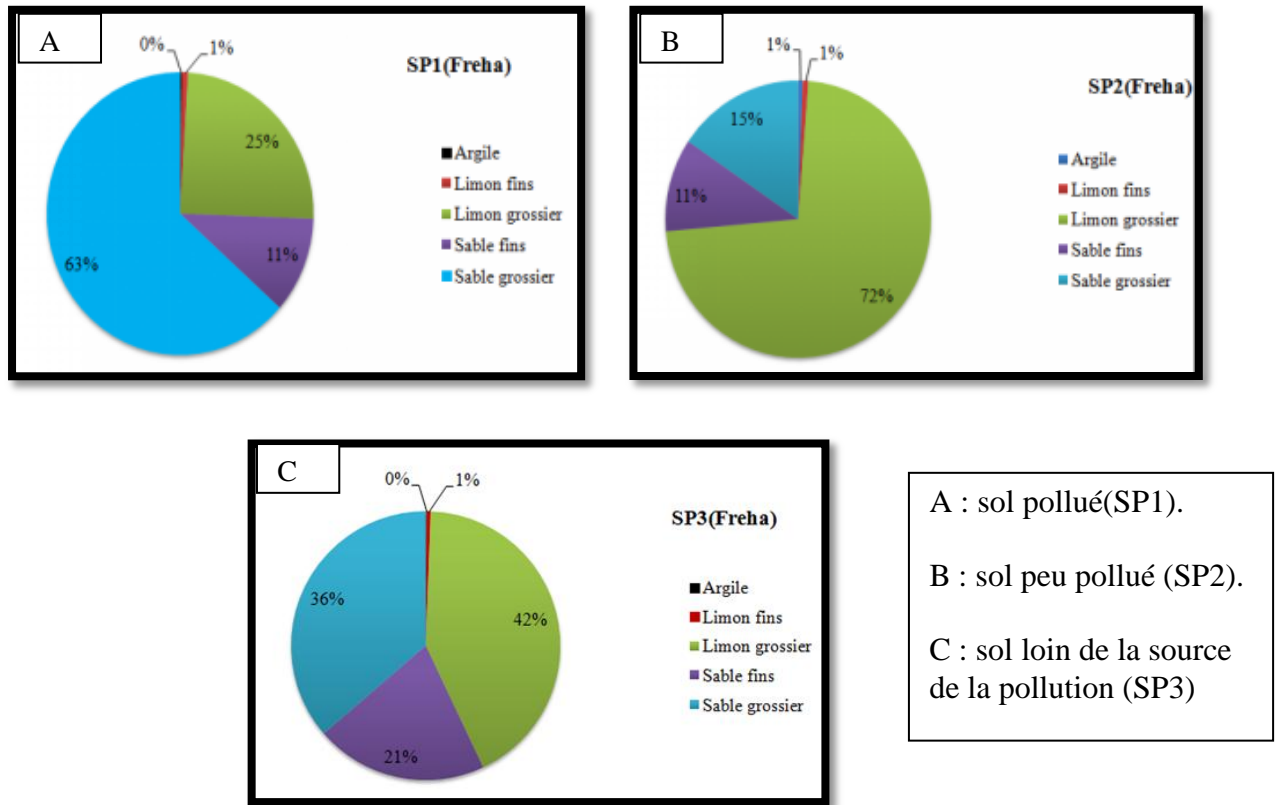 A
0%
1%
SP1(Freha)
25%
11%
63%
Argile
Limon fins
Limon grossier
Sable fins
Sable grossier
B
1%
1%
SP2(Freha)
15%
11%
72%
Argile
Limon fins
Limon grossier
Sable fins
Sable grossier
C
0%
1%
SP3(Freha)
36%
42%
21%
Argile
Limon fins
Limon grossier
Sable fins
Sable grossier
A : sol pollué(SP1).
B : sol peu pollué (SP2).
C : sol loin de la source
de la pollution (SP3)